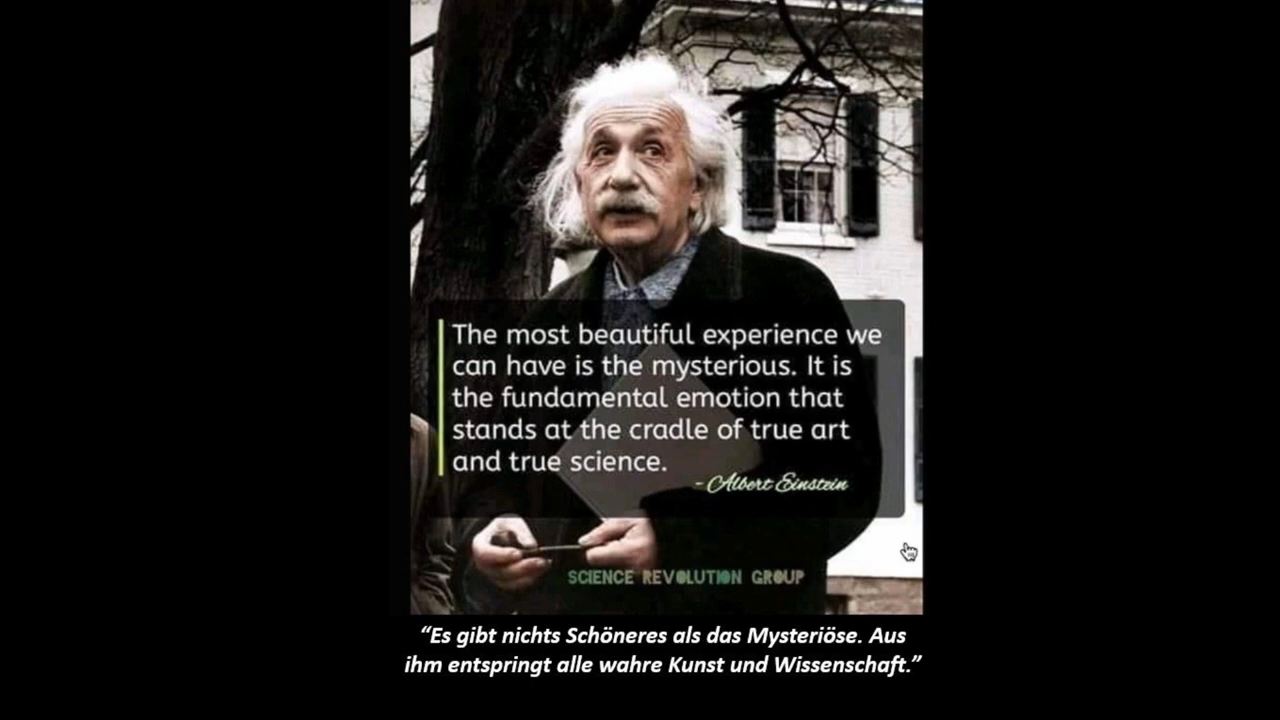 The most beautiful experience we
can have is the mysterious. It is
the fundamental emotion that
stands at the cradle of true art
and true science.
- Albert Einstein
SCIENCE REVOLUTION GROUP
“Es gibt nichts Schöneres als das Mysteriöse. Aus
ihm entspringt alle wahre Kunst und Wissenschaft.”